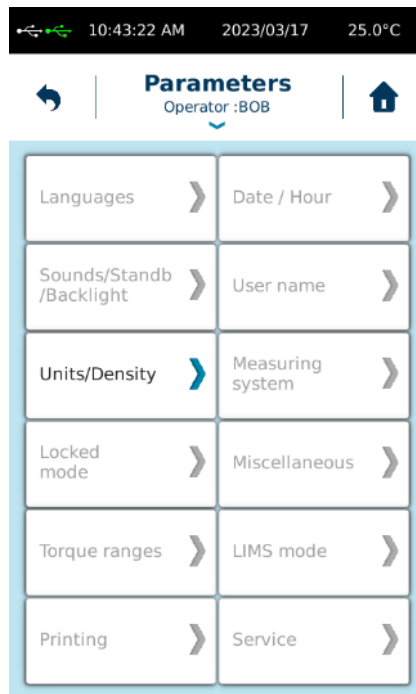 10:43:22 AM 2023/03/17 25.0°C
Parameters
Operator :BOB
Languages
Date / Hour
Sounds/Standb
/Backlight
User name
Units/Density
Measuring
system
Locked
mode
Miscellaneous
Torque ranges
LIMS mode
Printing
Service